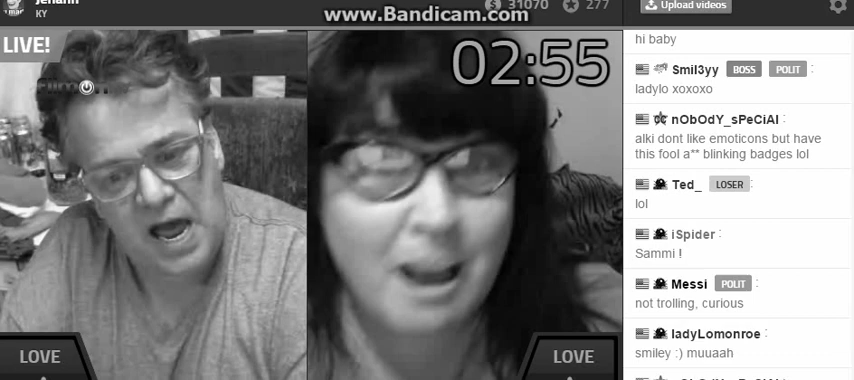 KY
www.Bandicam.com
31070
277
Upload videos
LIVE!
FilmOn
02:55
LOVE
LOVE
hi baby
Smil3yy BOSS POLIT :
ladylo xoxoxo
nObOdY_sPeCiAl :
alki dont like emoticons but have
this fool a** blinking badges lol
Ted_ LOSER :
lol
iSpider :
Sammi !
Messi POLIT :
not trolling, curious
ladyLomonroe :
smiley :) muuaah